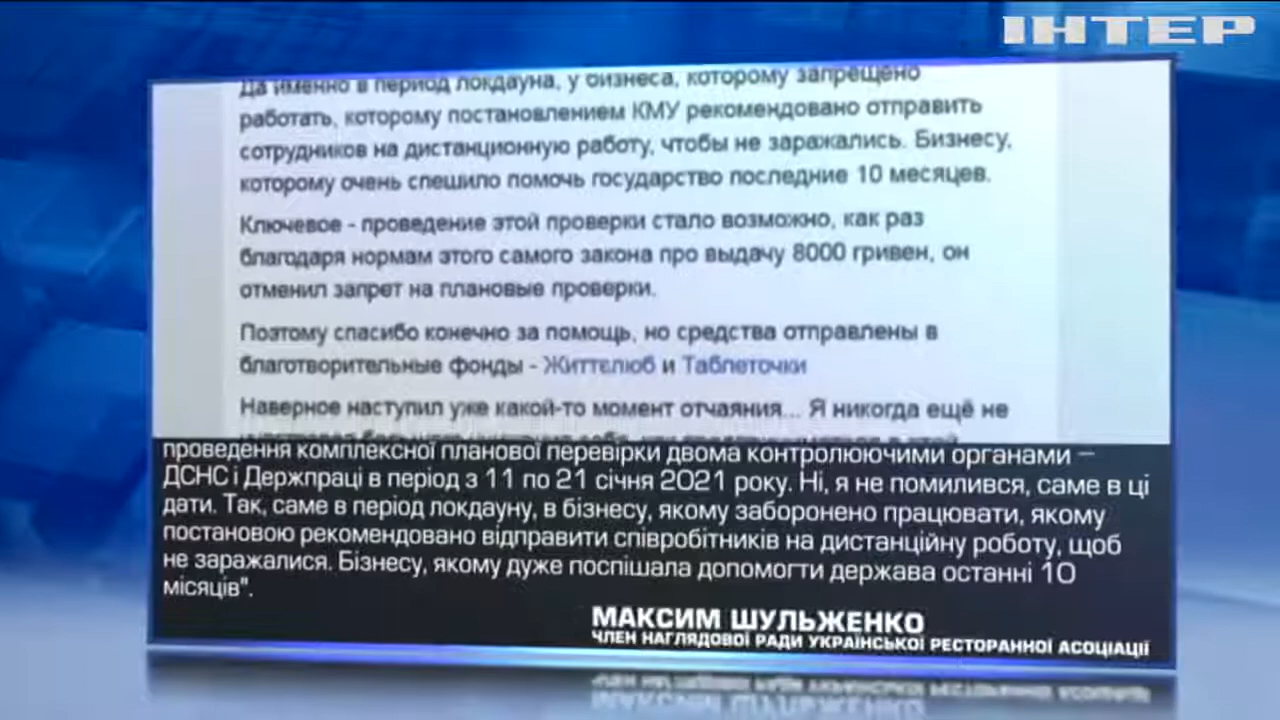 ІНТЕР
Да именно в период локдауна, у бизнеса, которому запрещено
работать, которому постановлением КМУ рекомендовано отправить
сотрудников на дистанционную работу, чтобы не заражались. Бизнесу,
которому очень спешило помочь государство последние 10 месяцев.
Ключевое - проведение этой проверки стало возможно, как раз
благодаря нормам этого самого закона про выдачу 8000 гривен, он
отменил запрет на плановые проверки.
Поэтому спасибо конечно за помощь, но средства отправлены в
благотворительные фонды - Життєлюб и Таблеточки
Наверное наступил уже какой-то момент отчаяния... Я никогда ещё не
проведення комплексної планової перевірки двома контролюючими органами —
ДСНС і Держпраці в період з 11 по 21 січня 2021 року. Ні, я не помилився, саме в ці
дати. Так, саме в період локдауну, в бізнесу, якому заборонено працювати, якому
постановою рекомендовано відправити співробітників на дистанційну роботу, щоб
не заражалися. Бізнесу, якому дуже поспішала допомогти держава останні 10
місяців".
МАКСИМ ШУЛЬЖЕНКО
ЧЛЕН НАГЛЯДОВОЇ РАДИ УКРАЇНСЬКОЇ РЕСТОРАННОЇ АСОЦІАЦІЇ